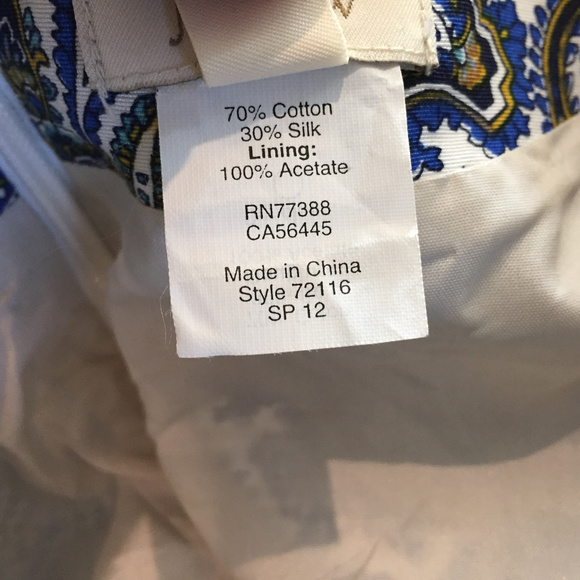 70% Cotton
30% Silk
Lining:
100% Acetate
RN77388
CA56445
Made in China
Style 72116
SP 12